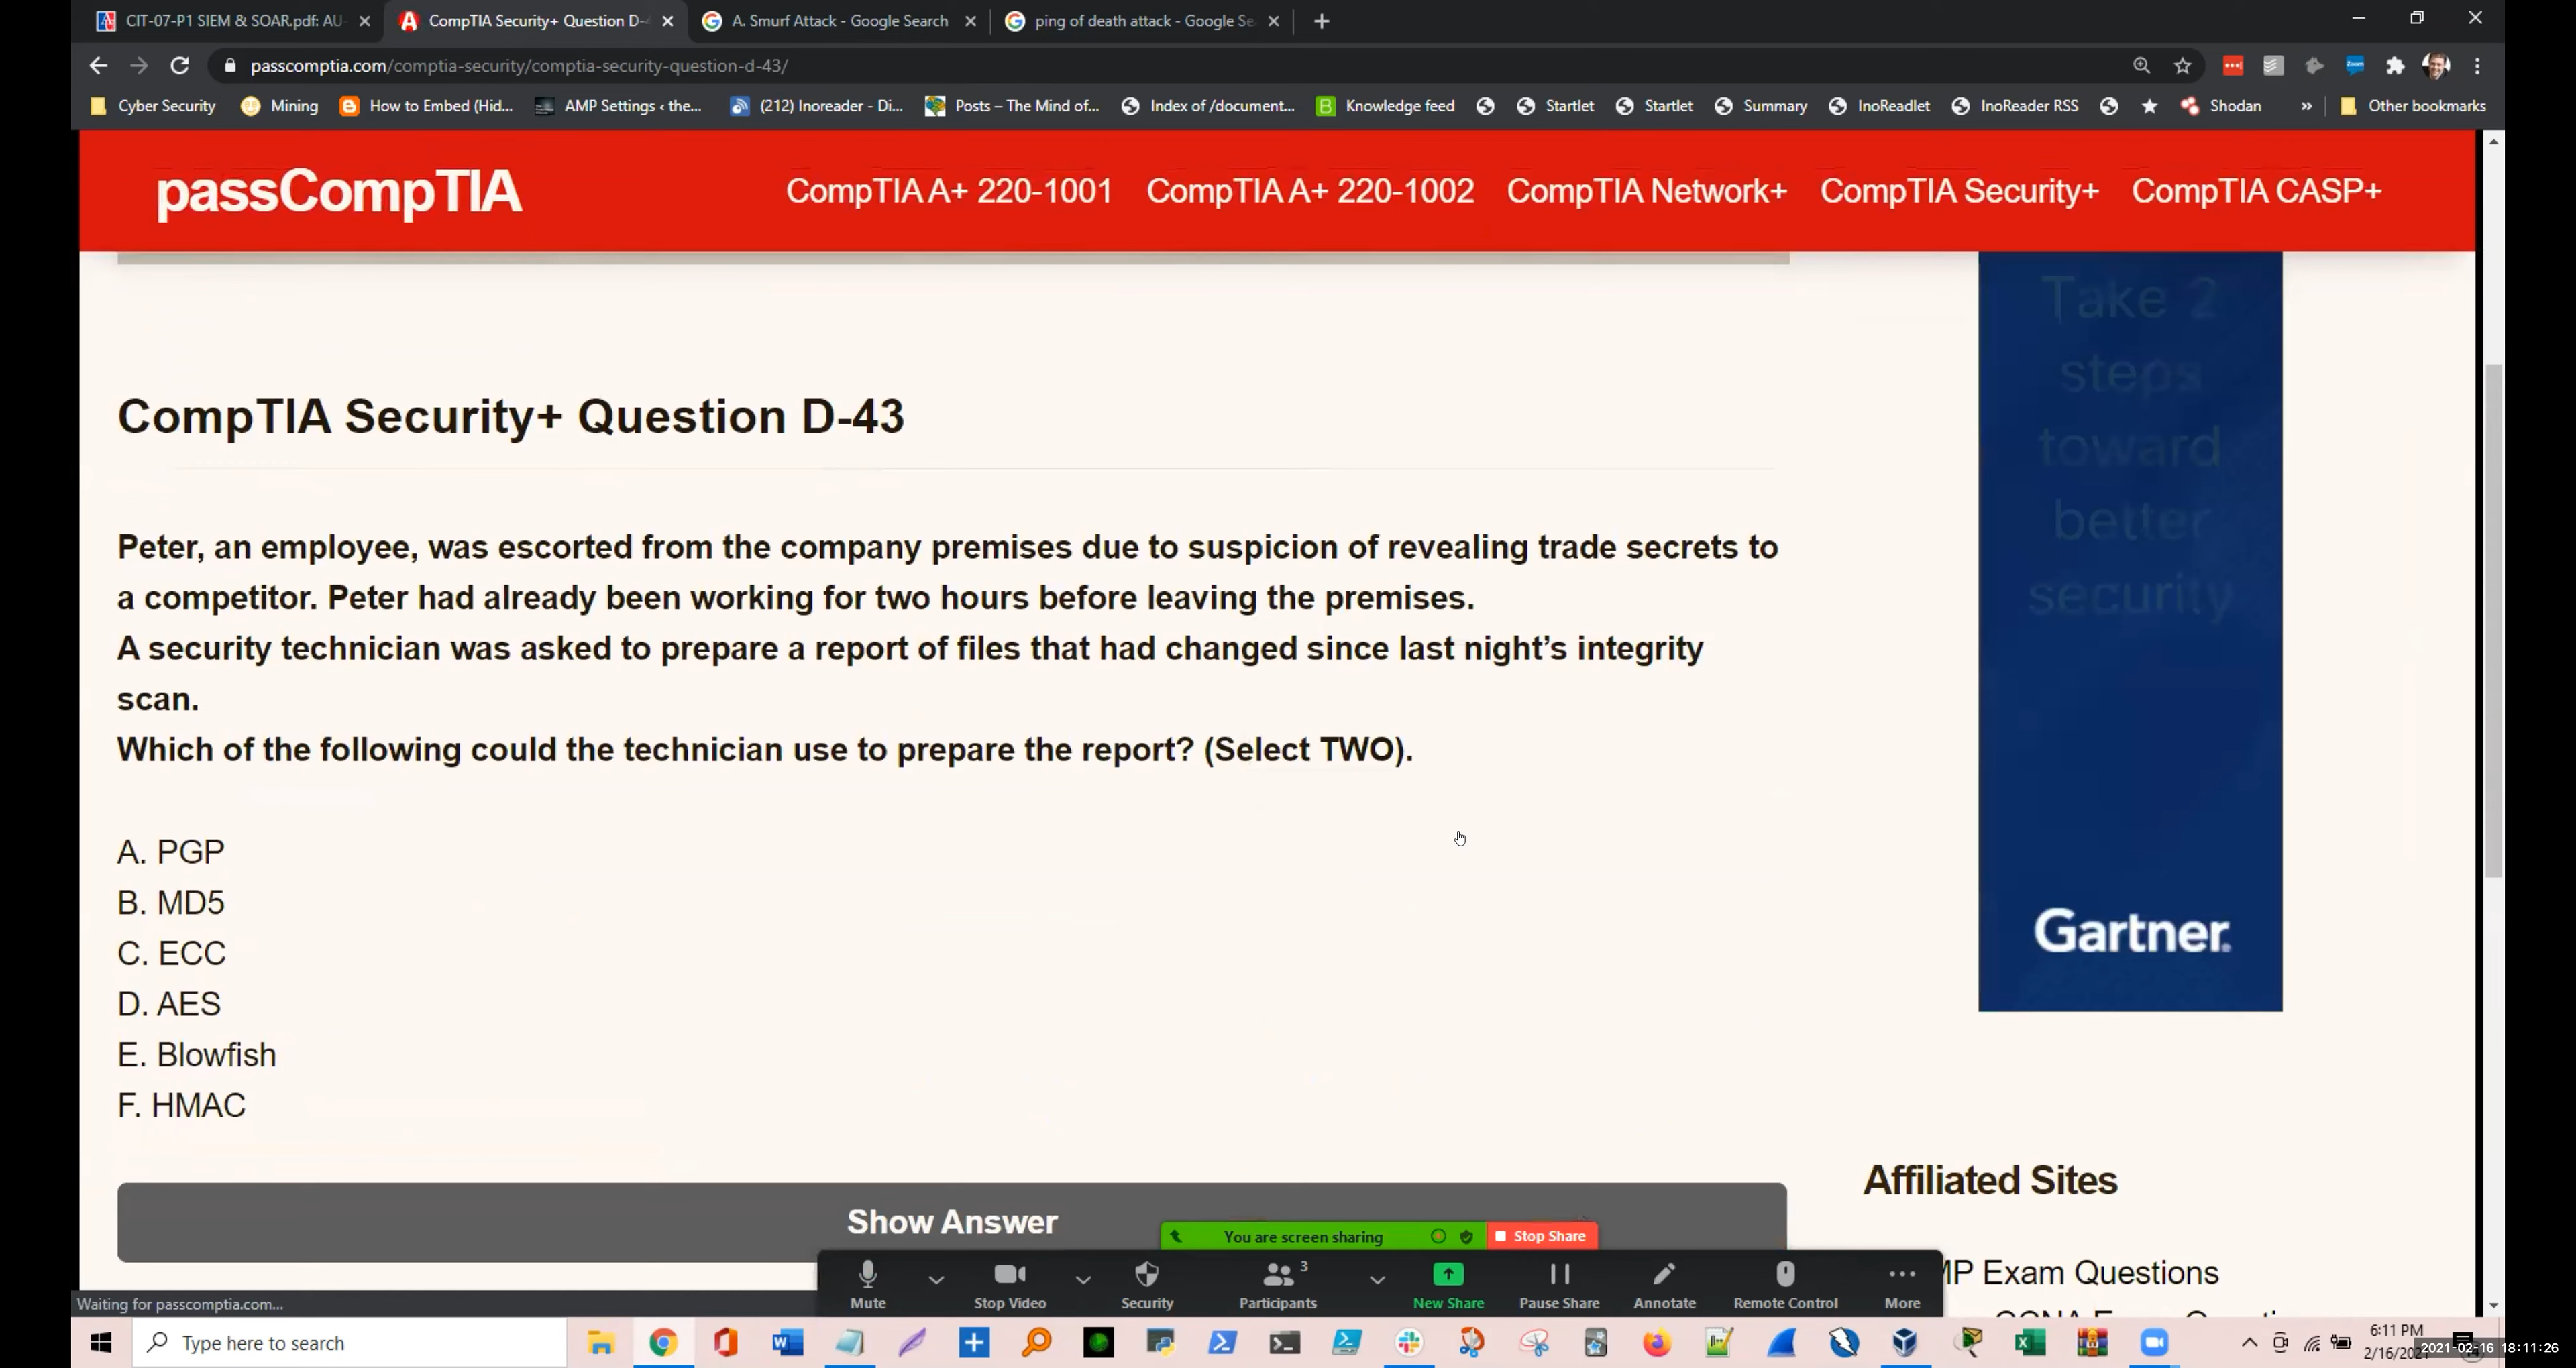 CIT-07-P1 SIEM & SOAR.pdf: AU-
CompTIA Security+ Question D-4
A. Smurf Attack - Google Search
ping of death attack - Google Se
passcomptia.com/comptia-security/comptia-security-question-d-43/
Cyber Security
Mining
How to Embed (Hid...
AMP Settings ‹ the...
(212) Inoreader - Di...
Posts – The Mind of...
Index of /document...
Knowledge feed
Startlet
Startlet
Summary
InoReadlet
InoReader RSS
Shodan
»
Other bookmarks
passCompTIA
CompTIA A+ 220-1001
CompTIA A+ 220-1002
CompTIA Network+
CompTIA Security+
CompTIA CASP+
CompTIA Security+ Question D-43
Peter, an employee, was escorted from the company premises due to suspicion of revealing trade secrets to
a competitor. Peter had already been working for two hours before leaving the premises.
A security technician was asked to prepare a report of files that had changed since last night’s integrity
scan.
Which of the following could the technician use to prepare the report? (Select TWO).
A. PGP
B. MD5
C. ECC
D. AES
E. Blowfish
F. HMAC
Show Answer
Take 2
steps
toward
better
security
Gartner.
Affiliated Sites
MP Exam Questions
You are screen sharing
Stop Share
Mute
Stop Video
Security
Participants
3
New Share
Pause Share
Annotate
Remote Control
More
Waiting for passcomptia.com...
Type here to search
6:11 PM
2/16/202
2021-02-16 18:11:26